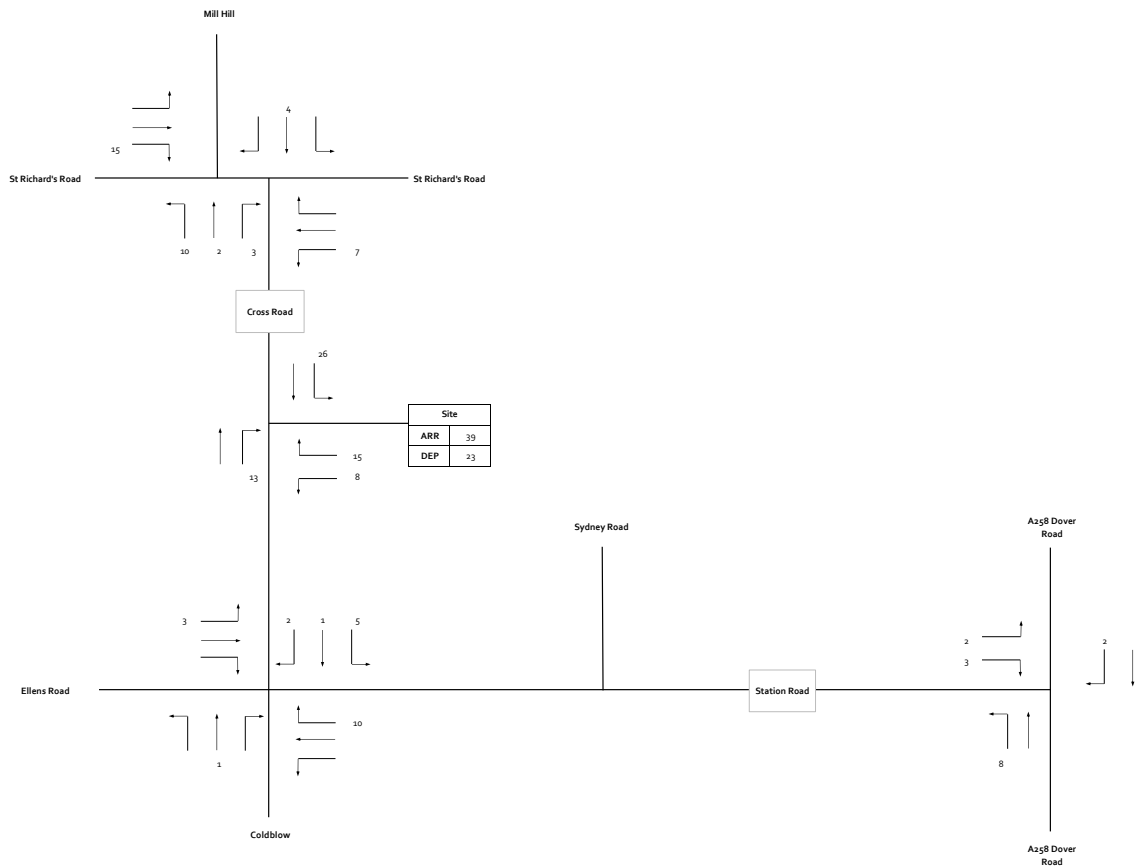 Mill Hill
4
15
St Richard's Road
St Richard's Road
10
2
3
7
Cross Road
26
Site
ARR
39
DEP
23
15
13
8
Sydney Road
A258 Dover
Road
3
2
1
5
2
2
3
Ellens Road
Station Road
10
1
8
Coldblow
A258 Dover
Road